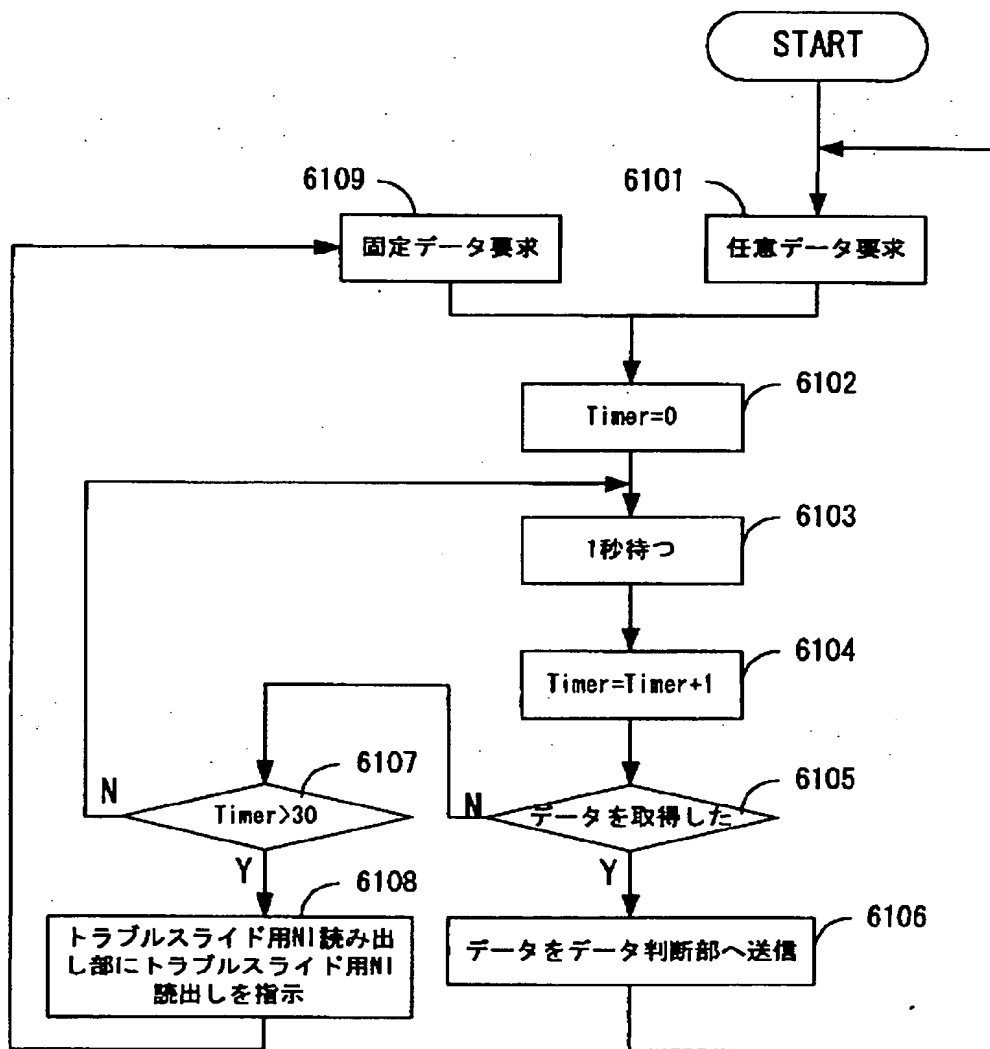 START
6109
6101
固定データ要求
任意データ要求
6102
Timer=0
6103
1秒待つ
6104
Timer=Timer+1
6107
6105
N
Timer>30
N
データを取得した
Y
Y
6108
6106
トラブルスライド用NI読み出
し部にトラブルスライド用NI
読出しを指示
データをデータ判断部へ送信